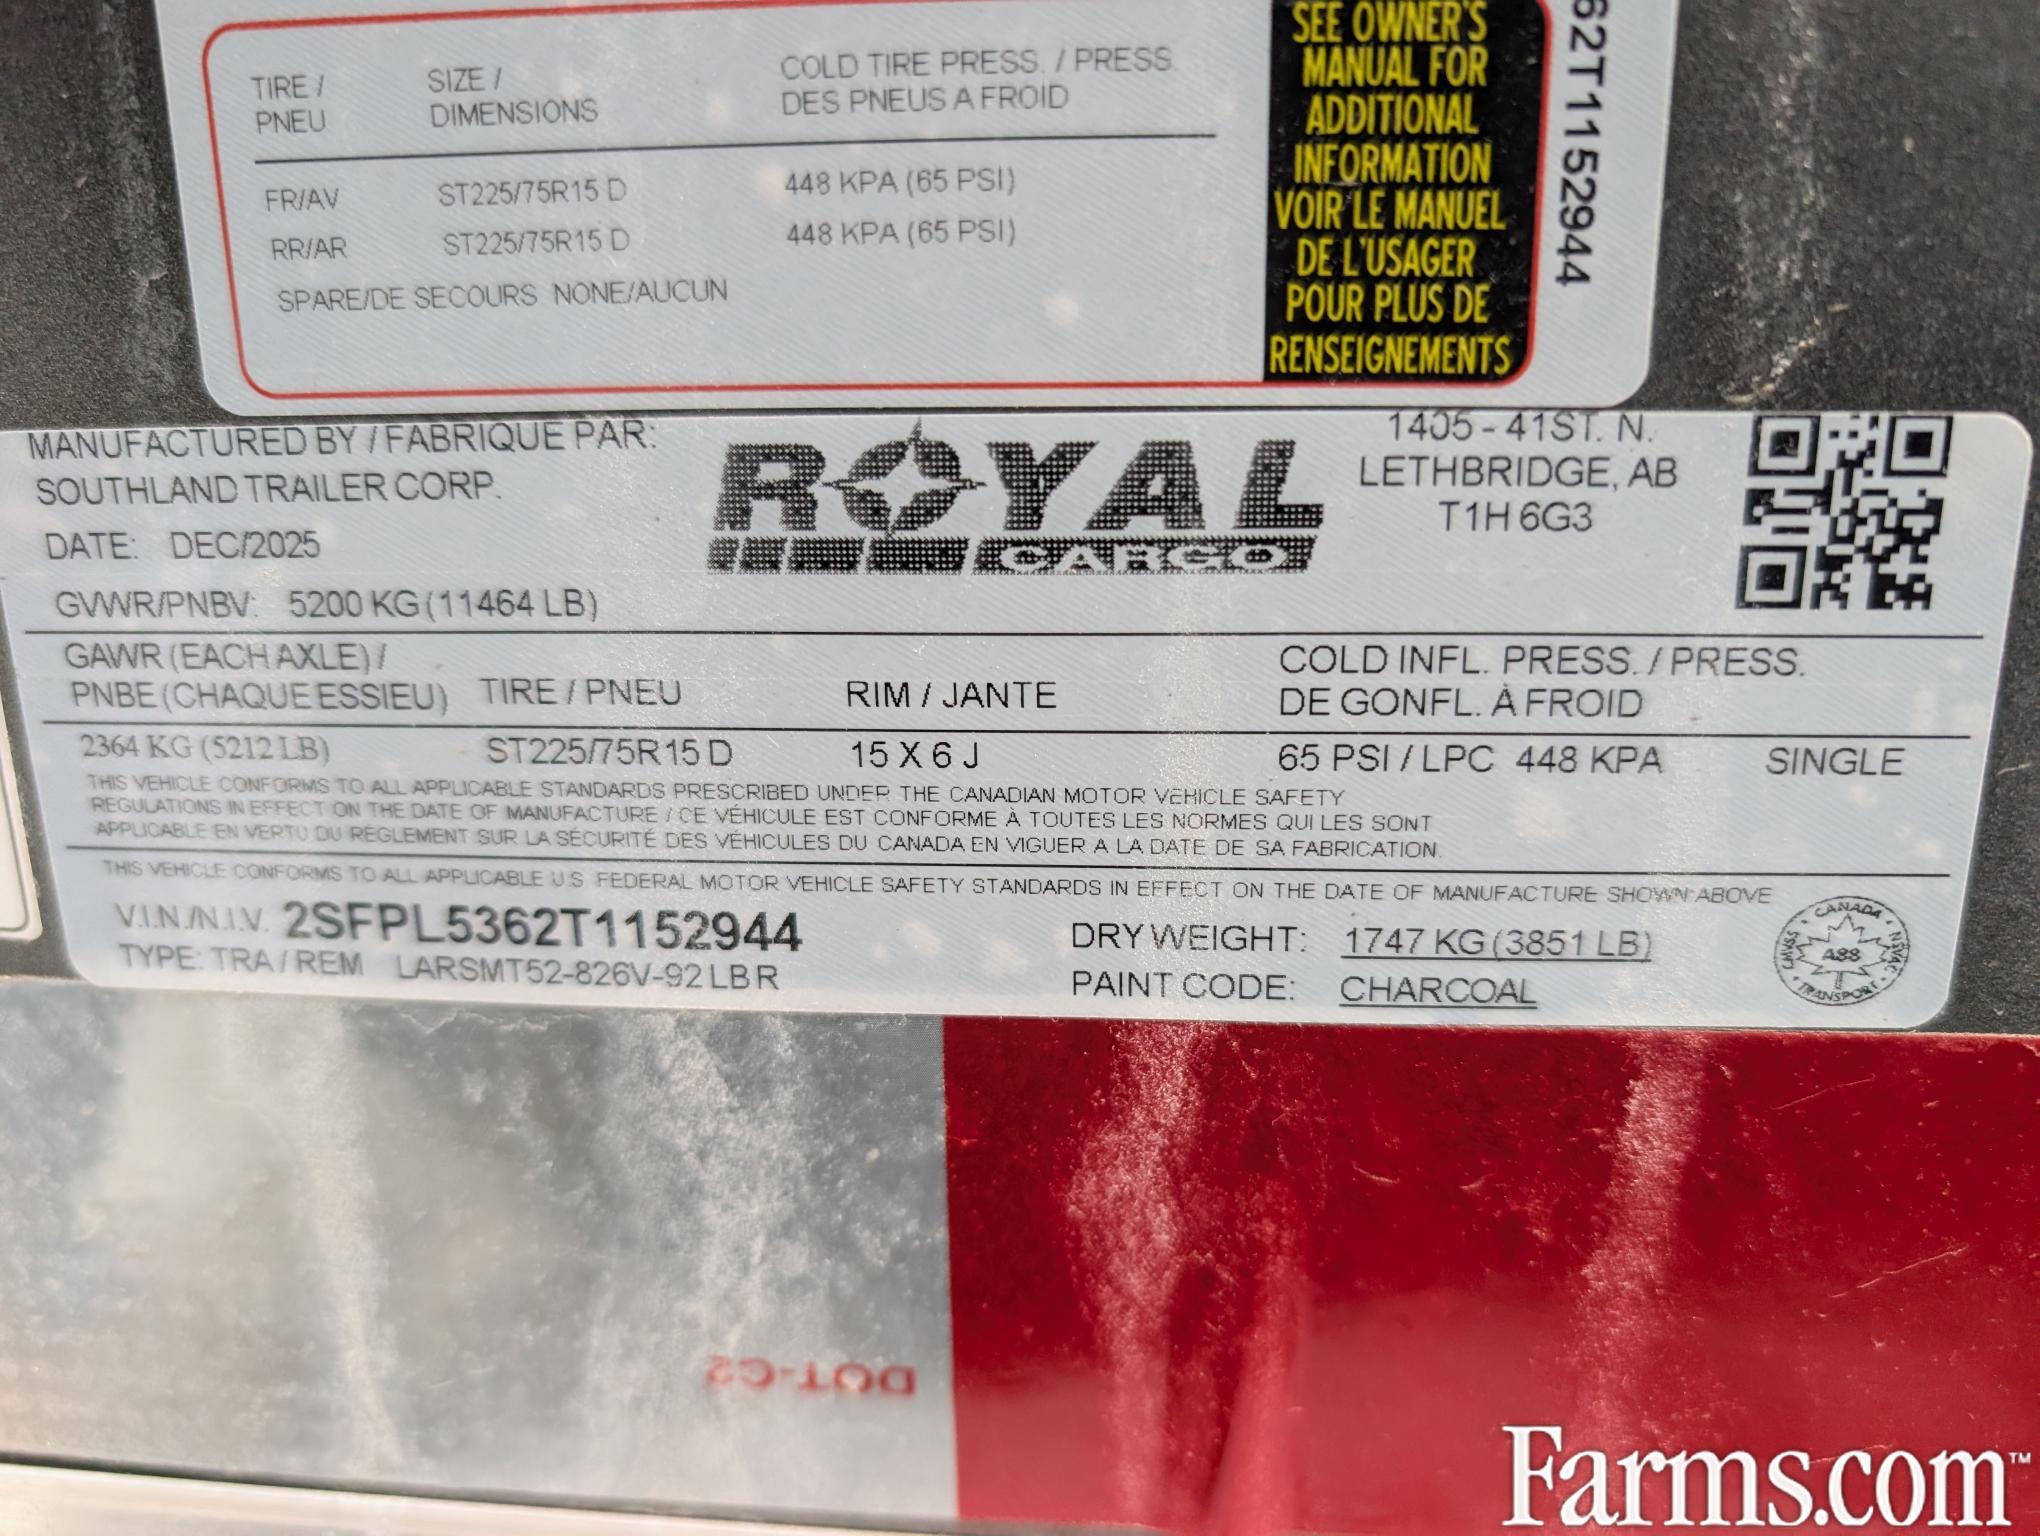 TIRE / PNEU
SIZE / DIMENSIONS
COLD TIRE PRESS. / PRESS
DES PNEUS A FROID
FR/AV ST225/75R15 D 448 KPA (65 PSI)
RR/AR ST225/75R15 D 448 KPA (65 PSI)
SPARE/DE SECOURS NONE/AUCUN
SEE OWNER'S
MANUAL FOR
ADDITIONAL
INFORMATION
VOIR LE MANUEL
DE L'USAGER
POUR PLUS DE
RENSEIGNEMENTS
62T1152944
MANUFACTURED BY / FABRIQUE PAR:
SOUTHLAND TRAILER CORP.
DATE: DEC/2025
GVWR/PNBV: 5200 KG (11464 LB)
ROYAL
CARGO
1405 - 41ST. N.
LETHBRIDGE, AB
T1H 6G3
GAWR (EACH AXLE) /
PNBE (CHAQUE ESSIEU) TIRE / PNEU RIM / JANTE
COLD INFL. PRESS. / PRESS.
DE GONFL. À FROID
2364 KG (5212 LB) ST225/75R15 D 15 X 6 J 65 PSI / LPC 448 KPA SINGLE
THIS VEHICLE CONFORMS TO ALL APPLICABLE STANDARDS PRESCRIBED UNDER THE CANADIAN MOTOR VEHICLE SAFETY
REGULATIONS IN EFFECT ON THE DATE OF MANUFACTURE / CE VÉHICULE EST CONFORME À TOUTES LES NORMES QUI LES SONT
APPLICABLE EN VERTU DU RÉGLEMENT SUR LA SÉCURITÉ DES VÉHICULES DU CANADA EN VIGUER A LA DATE DE SA FABRICATION.
THIS VEHICLE CONFORMS TO ALL APPLICABLE U.S FEDERAL MOTOR VEHICLE SAFETY STANDARDS IN EFFECT ON THE DATE OF MANUFACTURE SHOWN ABOVE
V.I.N./N.I.V. 2SFPL5362T1152944
TYPE: TRA / REM LARSMT52-826V-92 LB R
DRY WEIGHT: 1747 KG (3851 LB)
PAINT CODE: CHARCOAL
CANADA
CMVSS
A88
NSVAC
TRANSPORT
DOT-C2
Farms.com™